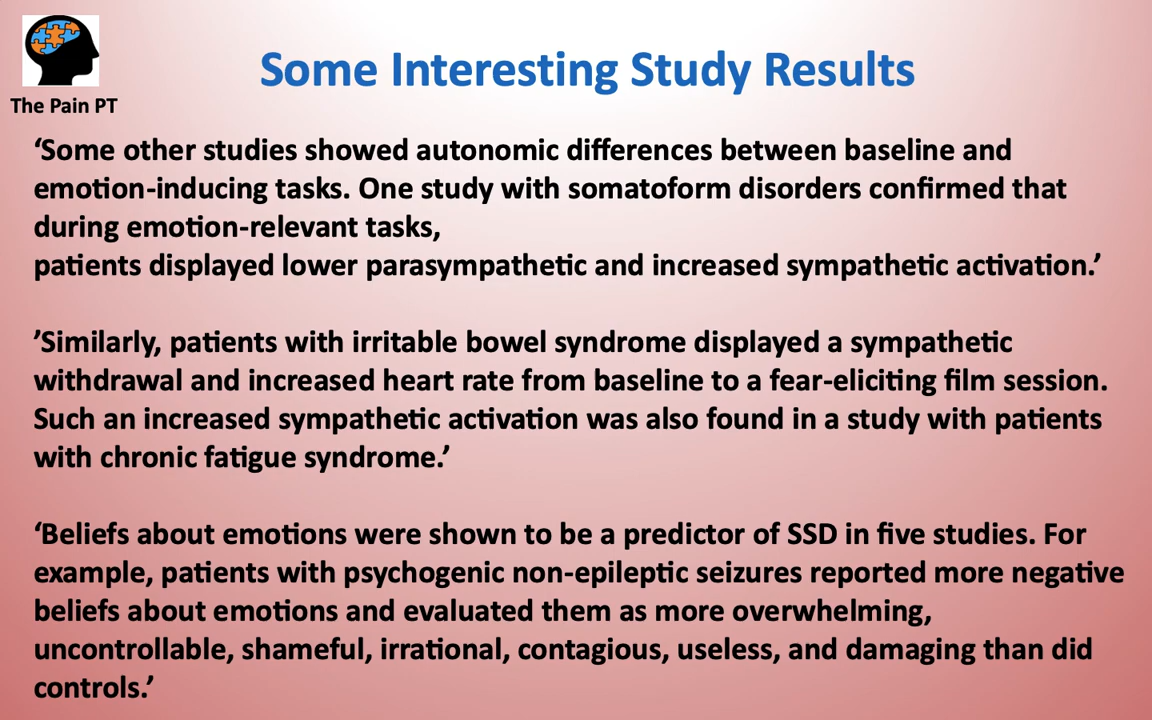 The Pain PT
Some Interesting Study Results
‘Some other studies showed autonomic differences between baseline and
emotion-inducing tasks. One study with somatoform disorders confirmed that
during emotion-relevant tasks,
patients displayed lower parasympathetic and increased sympathetic activation.’
’Similarly, patients with irritable bowel syndrome displayed a sympathetic
withdrawal and increased heart rate from baseline to a fear-eliciting film session.
Such an increased sympathetic activation was also found in a study with patients
with chronic fatigue syndrome.’
‘Beliefs about emotions were shown to be a predictor of SSD in five studies. For
example, patients with psychogenic non-epileptic seizures reported more negative
beliefs about emotions and evaluated them as more overwhelming,
uncontrollable, shameful, irrational, contagious, useless, and damaging than did
controls.’